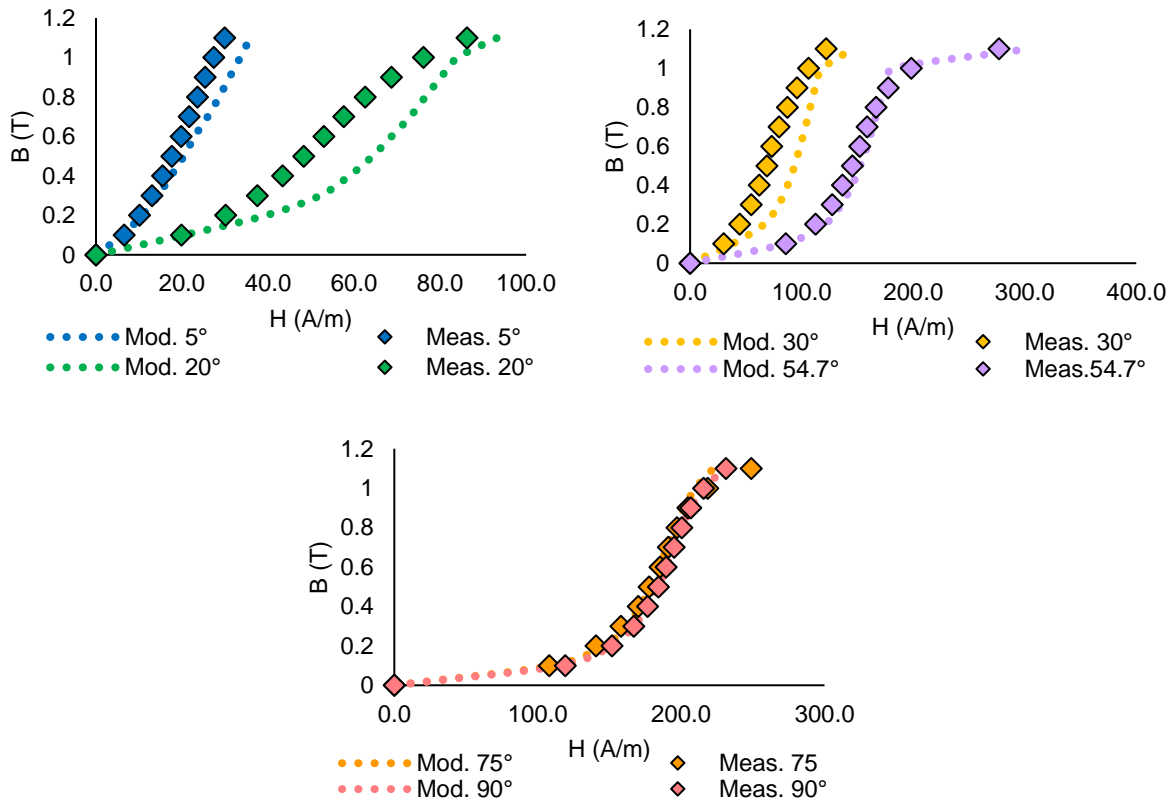 1.2
1
0.8
0.6
0.4
0.2
0
B (T)
0.0 20.0 40.0 60.0 80.0 100.0
H (A/m)
Mod. 5° Meas. 5°
Mod. 20° Meas. 20°
1.2
1
0.8
0.6
0.4
0.2
0
B (T)
0.0 100.0 200.0 300.0 400.0
H (A/m)
Mod. 30° Meas. 30°
Mod. 54.7° Meas.54.7°
1.2
1
0.8
0.6
0.4
0.2
0
B (T)
0.0 100.0 200.0 300.0
H (A/m)
Mod. 75° Meas. 75
Mod. 90° Meas. 90°